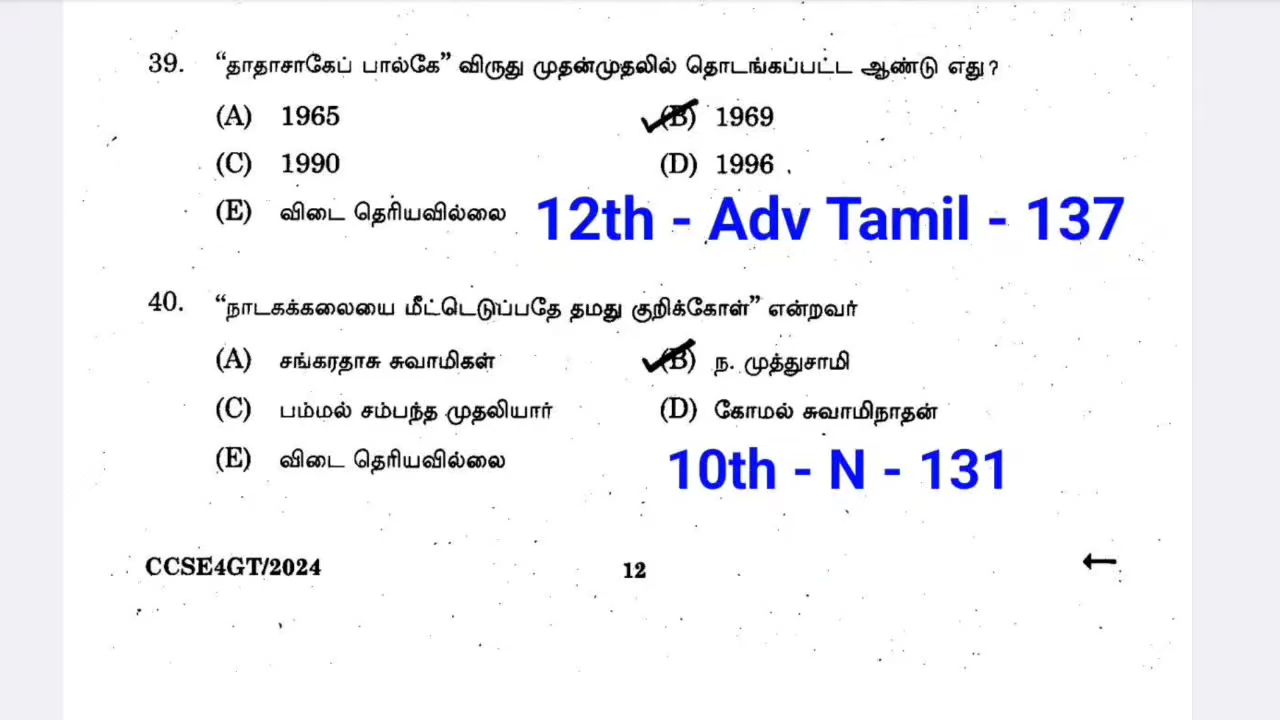 39. "தாதாசாகேப் பால்கே" விருது முதன்முதலில் தொடங்கப்பட்ட ஆண்டு எது?
(A) 1965 (B) 1969
(C) 1990 (D) 1996
(E) விடை தெரியவில்லை 12th - Adv Tamil - 137
40. "நாடகக்கலையை மீட்டெடுப்பதே தமது குறிக்கோள்" என்றவர்
(A) சங்கரதாசு சுவாமிகள் (B) ந. முத்துசாமி
(C) பம்மல் சம்பந்த முதலியார் (D) கோமல் சுவாமிநாதன்
(E) விடை தெரியவில்லை 10th - N - 131
CCSE4GT/2024 12 ←